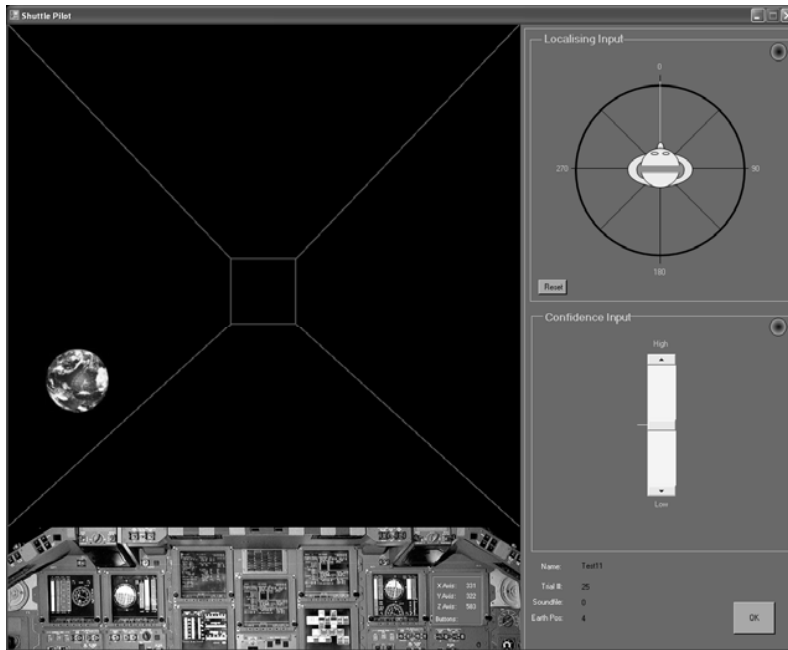 Shuttle Pilot
Localising Input
0
270
90
180
Reset
Confidence Input
High
Low
X Axis: 331
Y Axis: 322
Z Axis: 503
Buttons:
Name: Test11
Trial #: 25
Soundfile: 0
Earth Pos: 4
OK